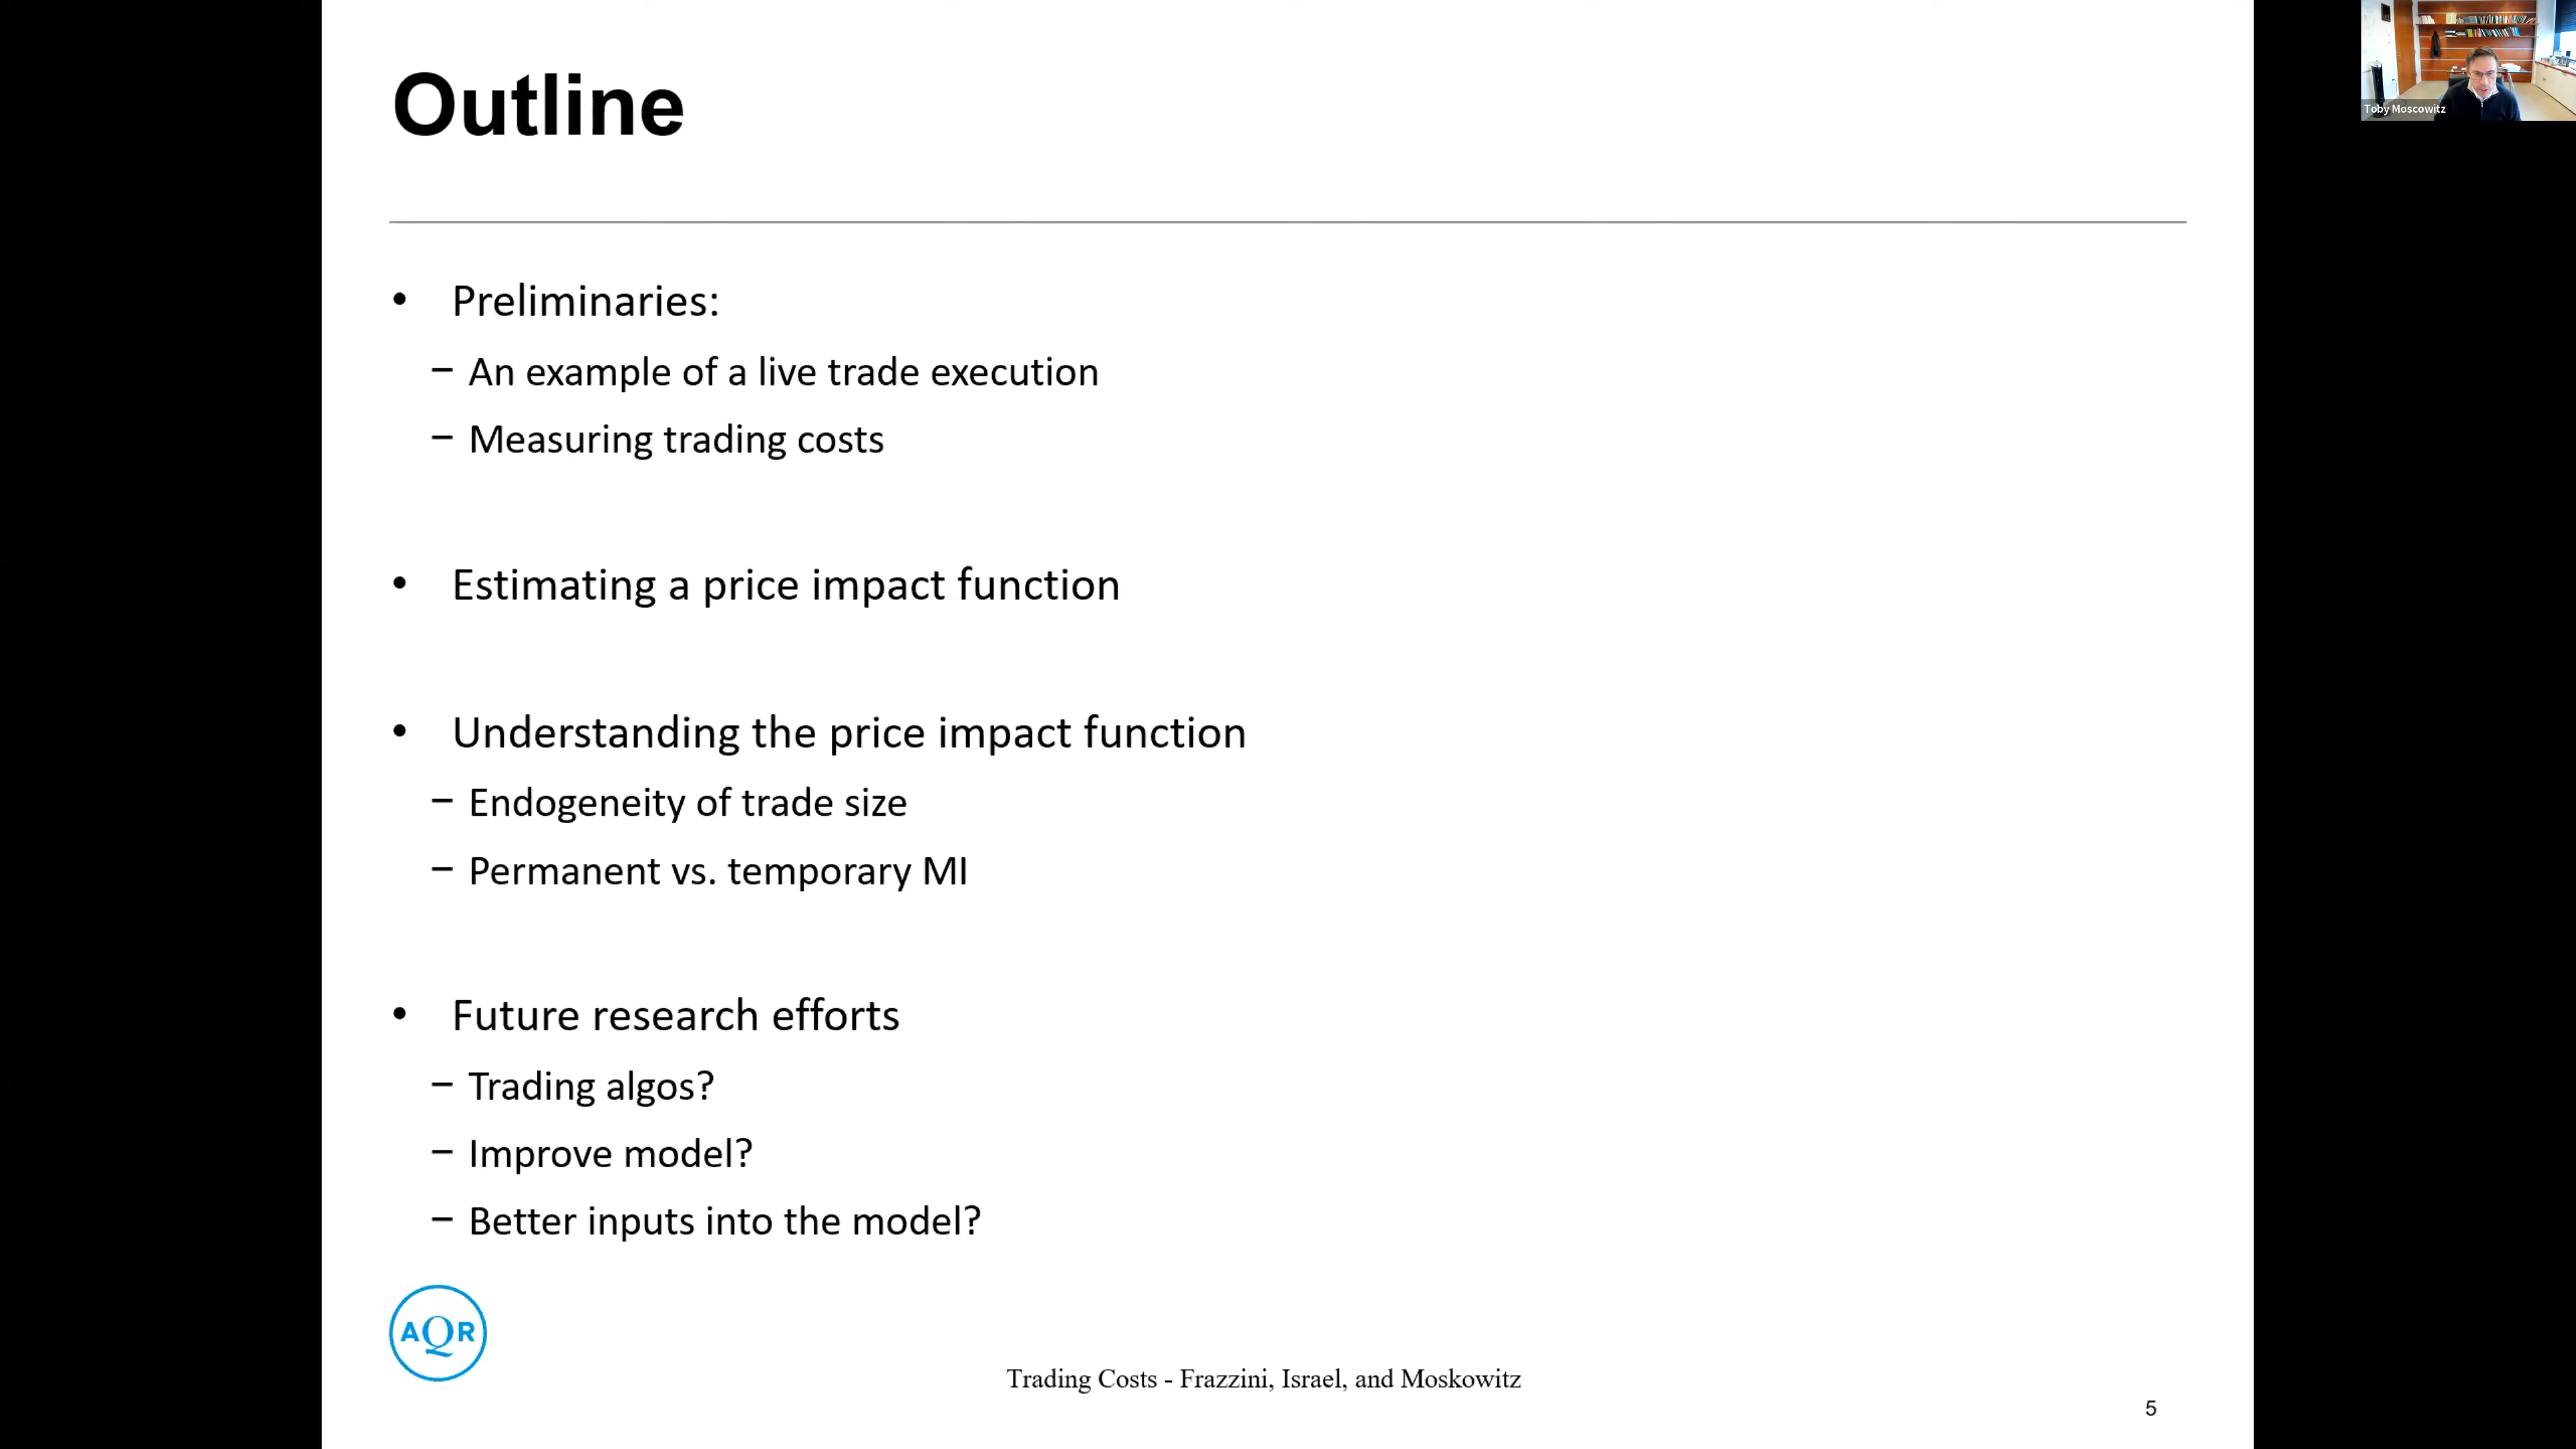 Outline
Toby Moscowitz
• Preliminaries:
– An example of a live trade execution
– Measuring trading costs
• Estimating a price impact function
• Understanding the price impact function
– Endogeneity of trade size
– Permanent vs. temporary MI
• Future research efforts
– Trading algos?
– Improve model?
– Better inputs into the model?
AQR
Trading Costs - Frazzini, Israel, and Moskowitz
5